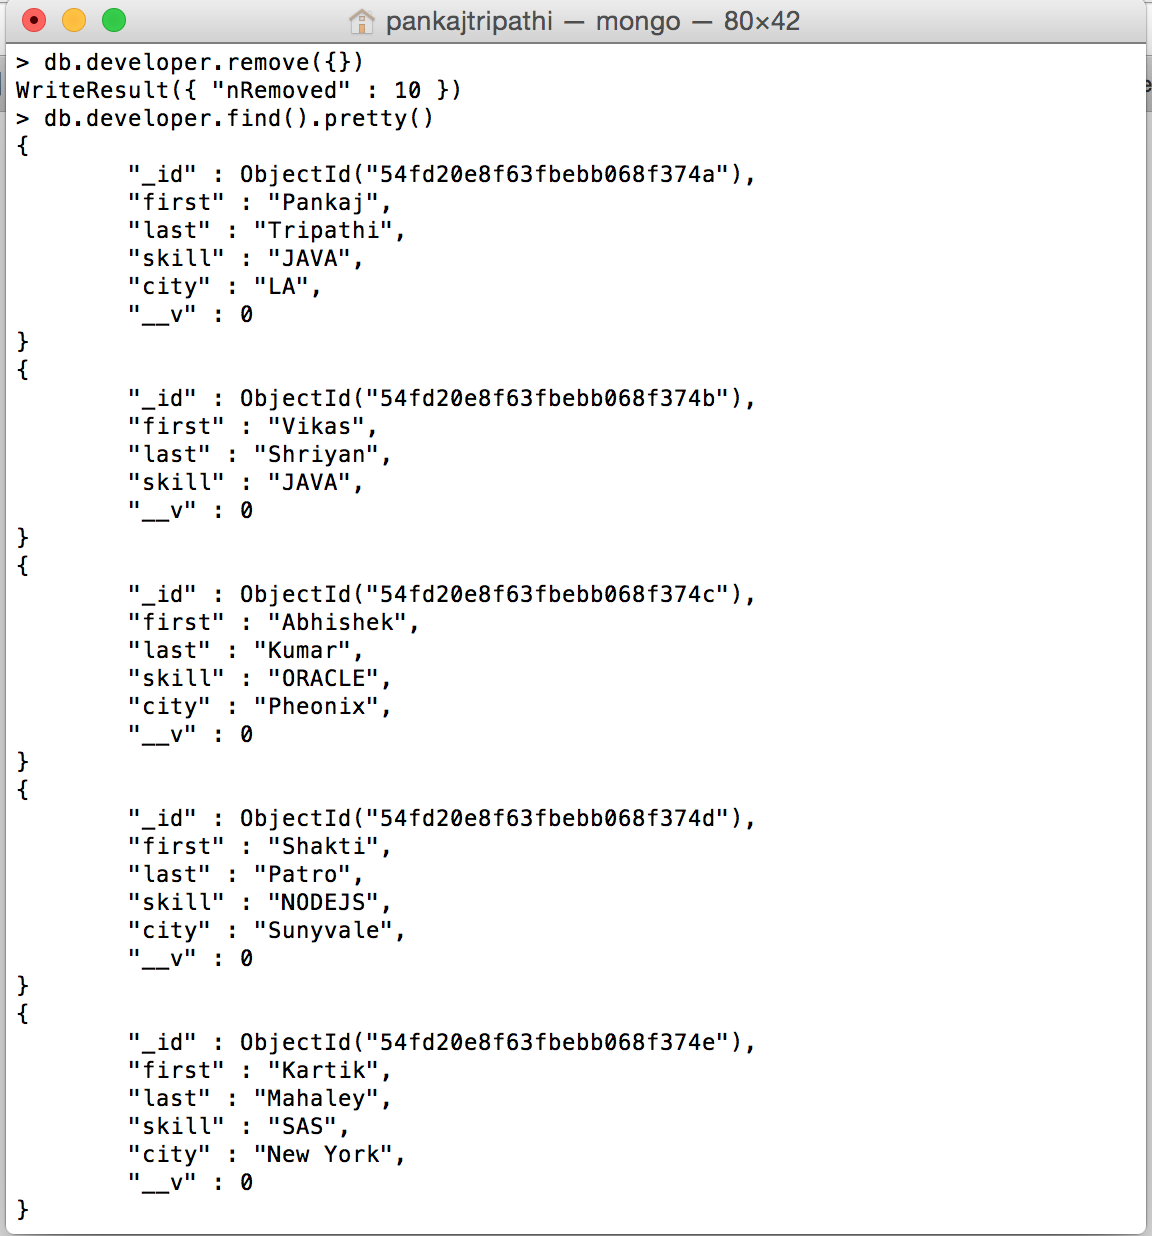 pankajtripathi — mongo — 80×42
> db.developer.remove({})
WriteResult({ "nRemoved" : 10 })
> db.developer.find().pretty()
{
        "_id" : ObjectId("54fd20e8f63fbebb068f374a"),
        "first" : "Pankaj",
        "last" : "Tripathi",
        "skill" : "JAVA",
        "city" : "LA",
        "__v" : 0
}
{
        "_id" : ObjectId("54fd20e8f63fbebb068f374b"),
        "first" : "Vikas",
        "last" : "Shriyan",
        "skill" : "JAVA",
        "__v" : 0
}
{
        "_id" : ObjectId("54fd20e8f63fbebb068f374c"),
        "first" : "Abhishek",
        "last" : "Kumar",
        "skill" : "ORACLE",
        "city" : "Pheonix",
        "__v" : 0
}
{
        "_id" : ObjectId("54fd20e8f63fbebb068f374d"),
        "first" : "Shakti",
        "last" : "Patro",
        "skill" : "NODEJS",
        "city" : "Sunyvale",
        "__v" : 0
}
{
        "_id" : ObjectId("54fd20e8f63fbebb068f374e"),
        "first" : "Kartik",
        "last" : "Mahaley",
        "skill" : "SAS",
        "city" : "New York",
        "__v" : 0
}